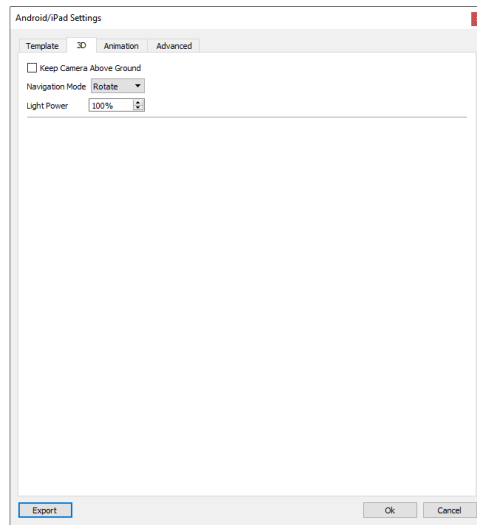 Android/iPad Settings
Template 3D Animation Advanced
Keep Camera Above Ground
Navigation Mode Rotate
Light Power 100%
Export Ok Cancel